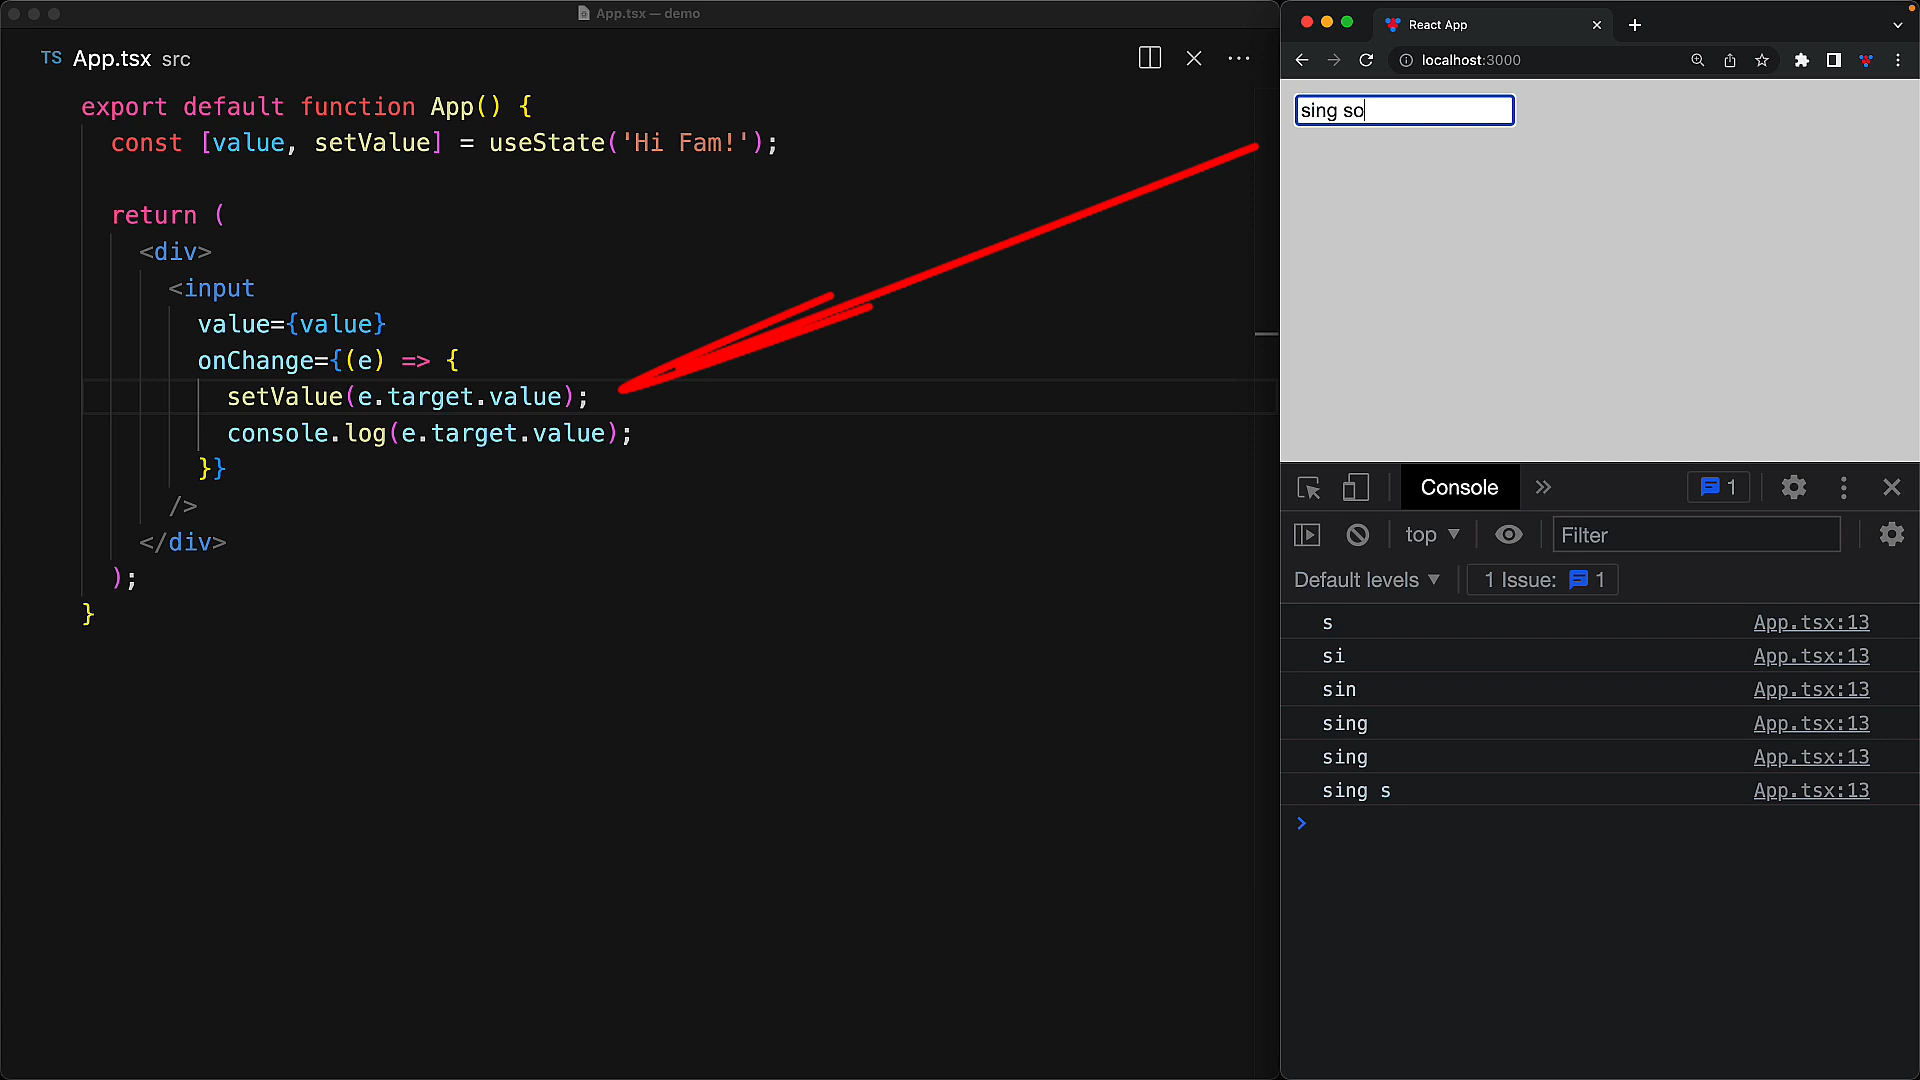 App.tsx — demo
TS App.tsx src
export default function App() {
const [value, setValue] = useState('Hi Fam!');
return (
<div>
<input
value={value}
onChange={(e) => {
setValue(e.target.value);
console.log(e.target.value);
}}
/>
</div>
);
}
React App
localhost:3000
sing so
Console
1
top
Filter
Default levels
1 Issue: 1
s App.tsx:13
si App.tsx:13
sin App.tsx:13
sing App.tsx:13
sing App.tsx:13
sing s App.tsx:13